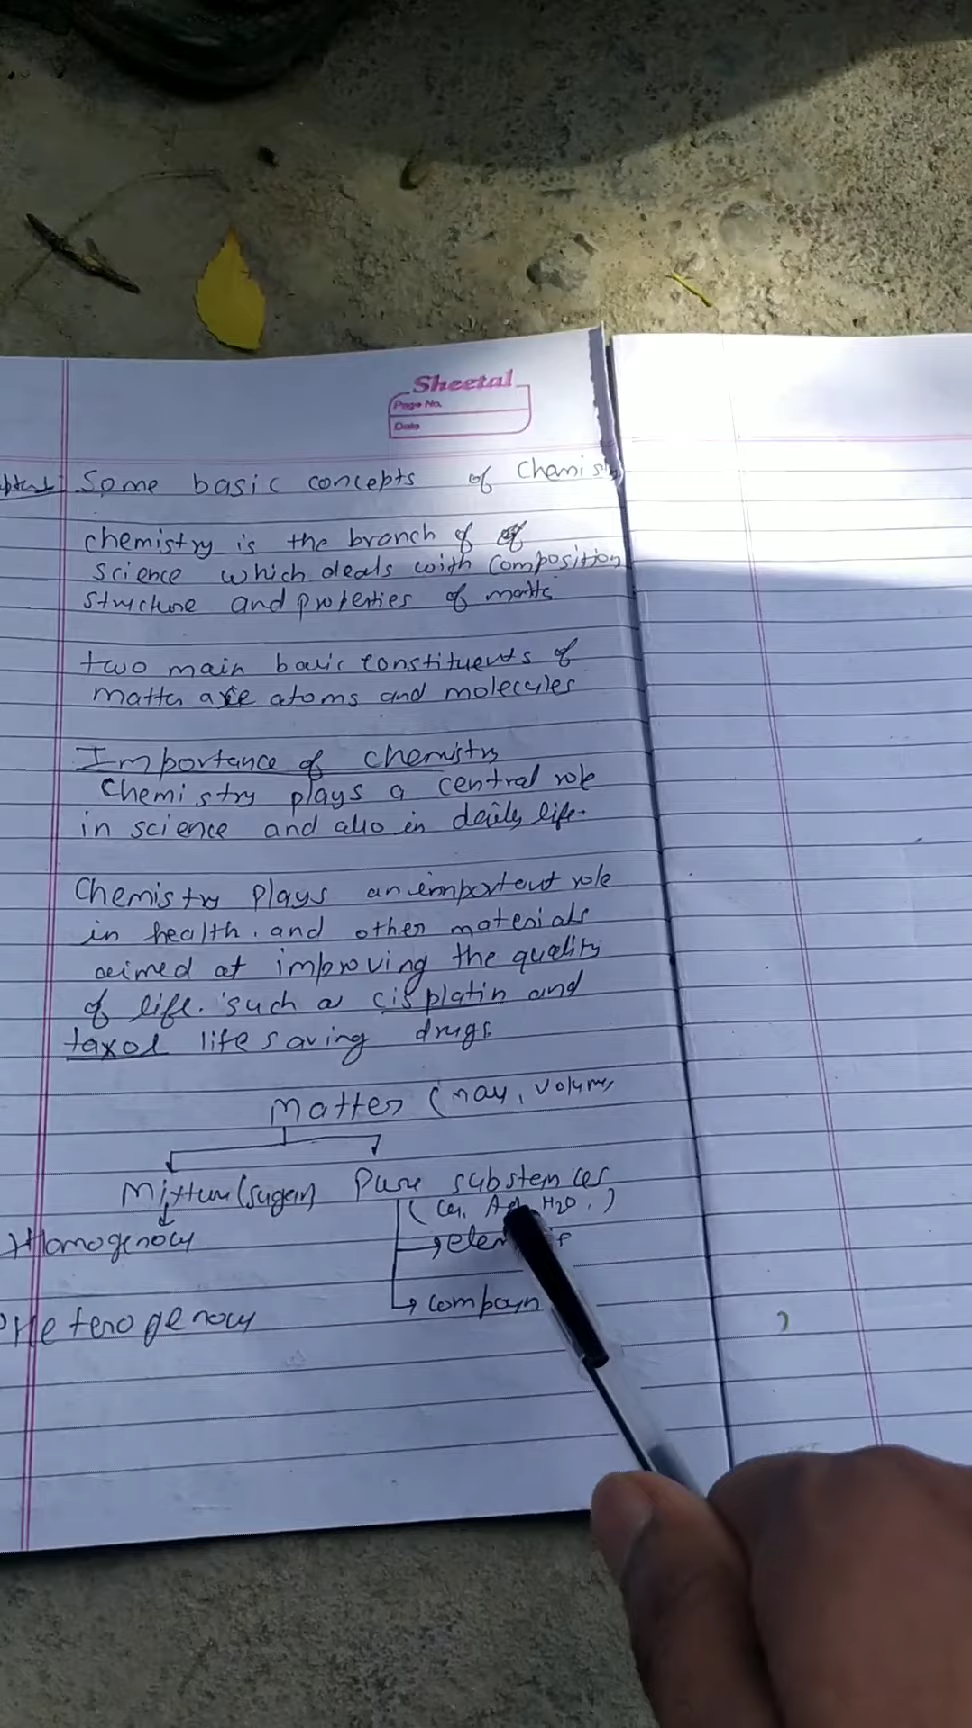 Sheetal
Page No.
Date
Some basic concepts of Chemis
chemistry is the branch of of
science which deals with composition
structure and properties of
two main basic constituents of
matter are atoms and molecules
Importance of chemistry
Chemistry plays a central role
in science and also in daily life.
Chemistry plays an important role
in health. and other materials
aimed at improving the quality
of life. such as cisplatin and
taxol life saving drugs
Matter ( volume
Mixture (sugar) Pure substences
( H2O, )
Homogenous
elem
Heterogenous
compoun